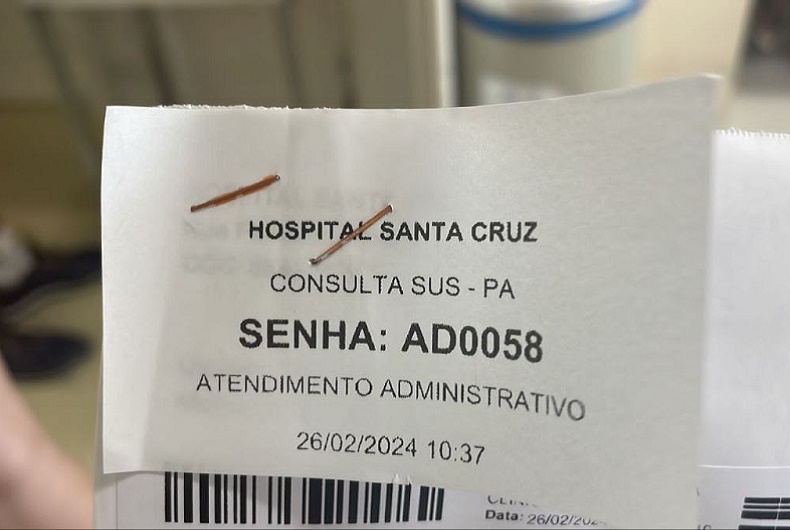 HOSPITAL SANTA CRUZ
CONSULTA SUS - PA
SENHA: AD0058
ATENDIMENTO ADMINISTRATIVO
26/02/2024 10:37
Data: 26/02/202